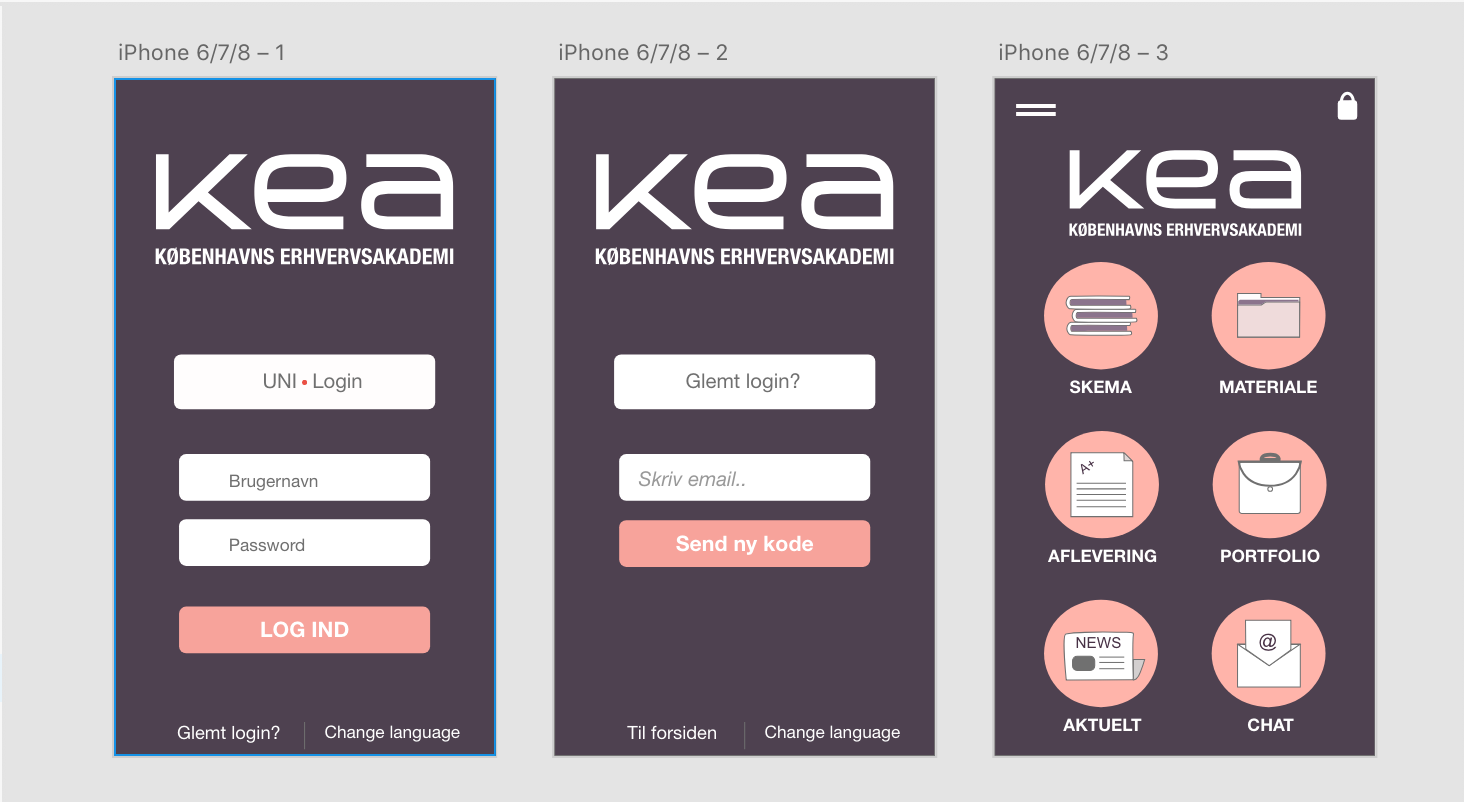 iPhone 6/7/8 – 1
kea
KØBENHAVNS ERHVERVSAKADEMI
UNI • Login
Brugernavn
Password
LOG IND
Glemt login?
Change language
iPhone 6/7/8 – 2
kea
KØBENHAVNS ERHVERVSAKADEMI
Glemt login?
Skriv email..
Send ny kode
Til forsiden
Change language
iPhone 6/7/8 – 3
kea
KØBENHAVNS ERHVERVSAKADEMI
SKEMA
MATERIALE
A+
AFLEVERING
PORTFOLIO
NEWS
AKTUELT
@
CHAT